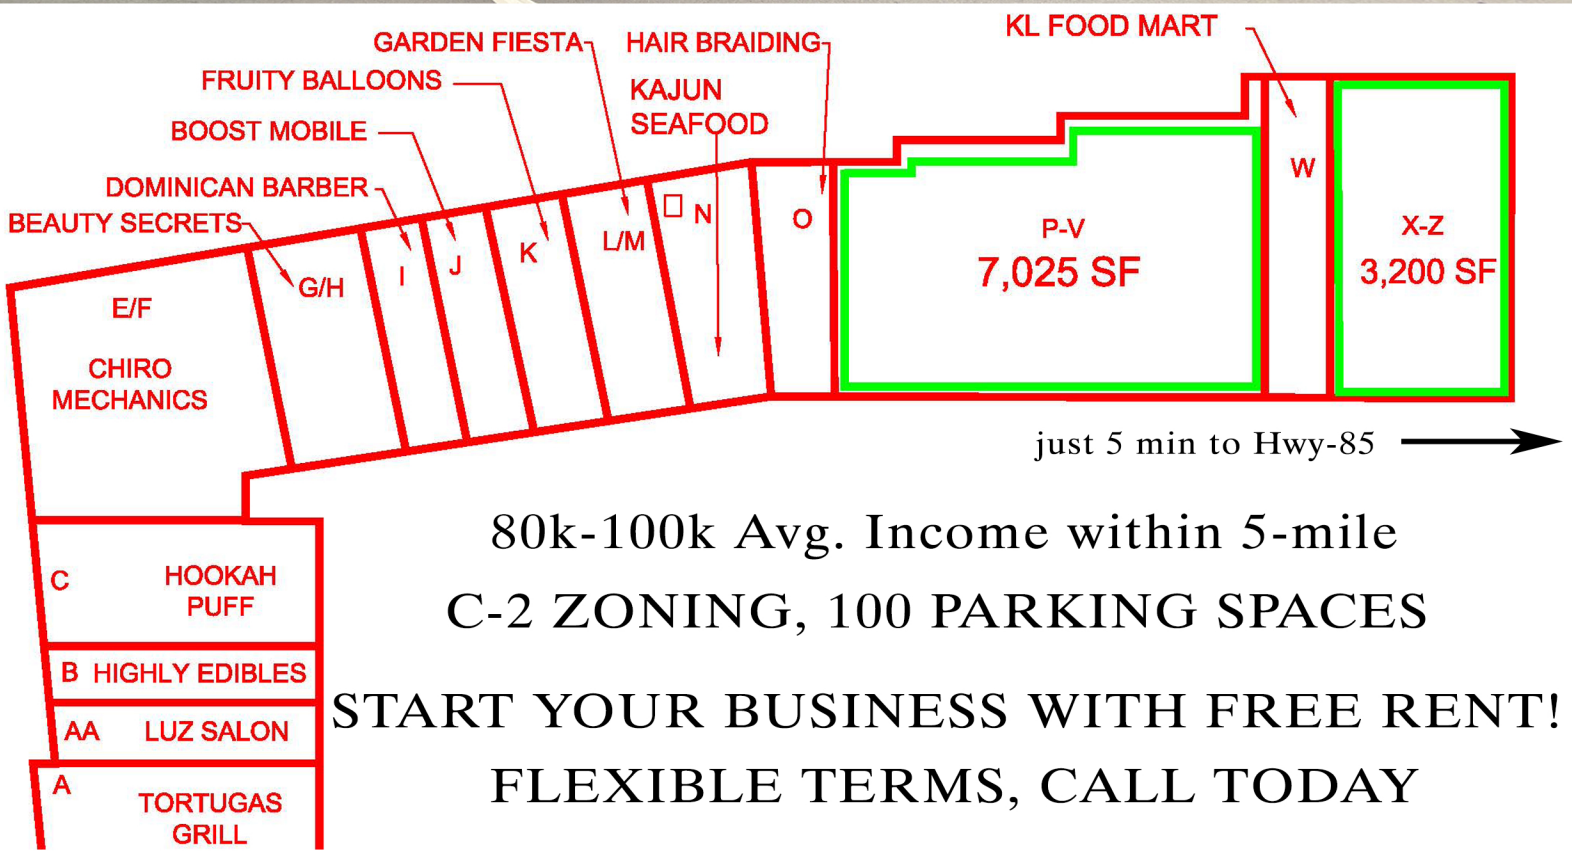 KL FOOD MART
GARDEN FIESTA
HAIR BRAIDING
FRUITY BALLOONS
KAJUN
SEAFOOD
BOOST MOBILE
DOMINICAN BARBER
BEAUTY SECRETS
E/F
CHIRO
MECHANICS
G/H
I
J
K
L/M
N
O
P-V
7,025 SF
W
X-Z
3,200 SF
just 5 min to Hwy-85
80k-100k Avg. Income within 5-mile
C-2 ZONING, 100 PARKING SPACES
START YOUR BUSINESS WITH FREE RENT!
FLEXIBLE TERMS, CALL TODAY
C
HOOKAH
PUFF
B HIGHLY EDIBLES
AA LUZ SALON
A
TORTUGAS
GRILL